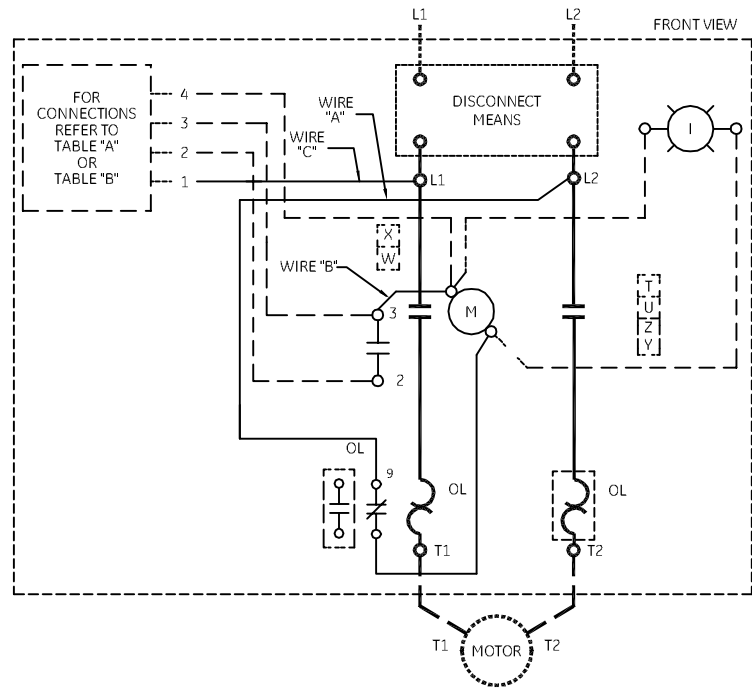 L1
L2
FRONT VIEW
FOR
CONNECTIONS
REFER TO
TABLE "A"
OR
TABLE "B"
4
3
2
1
WIRE
"A"
WIRE
"C"
DISCONNECT
MEANS
I
L1
L2
X
W
WIRE "B"
3
M
T
U
Z
Y
2
OL
9
OL
OL
T1
T2
T1
MOTOR
T2